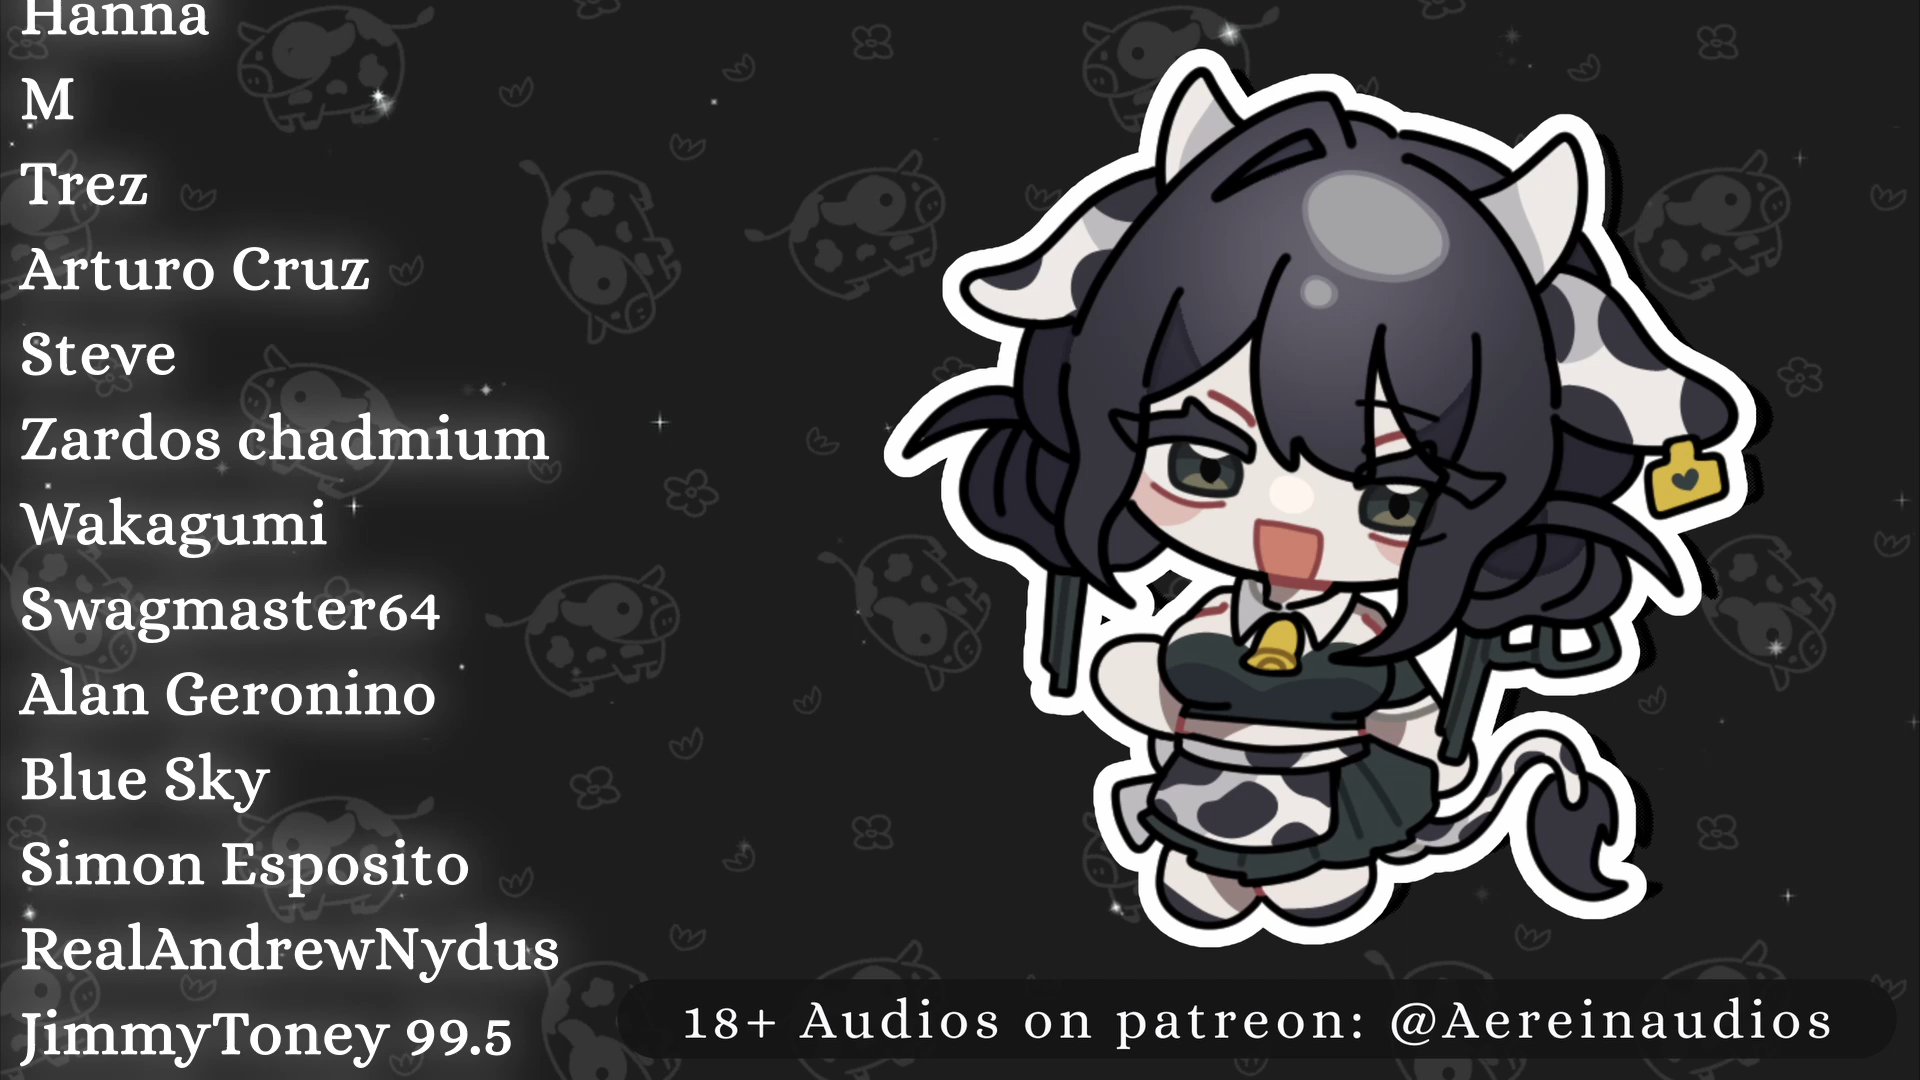 Hanna
M
Trez
Arturo Cruz
Steve
Zardos chadmium
Wakagumi
Swagmaster64
Alan Geronino
Blue Sky
Simon Esposito
RealAndrewNydus
JimmyToney 99.5
18+ Audios on patreon: @Aereinaudios